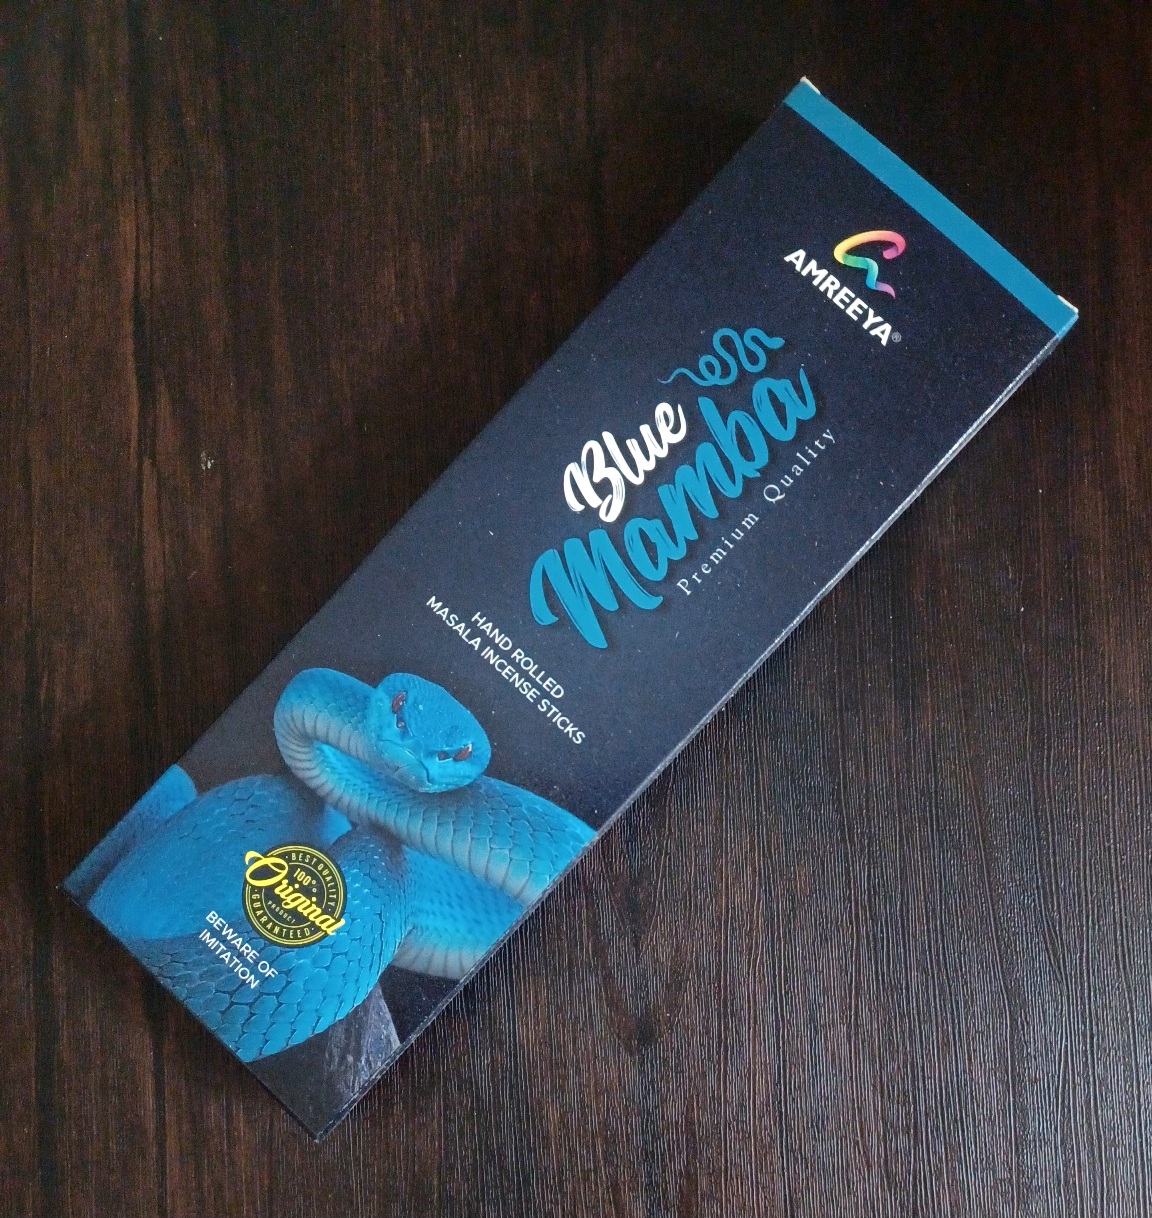 AMREEYA®
Blue
Mamba
Premium Quality
HAND ROLLED
MASALA INCENSE STICKS
BEST QUALITY
100%
Original
PRODUCT
GUARANTEED
BEWARE OF
IMITATION